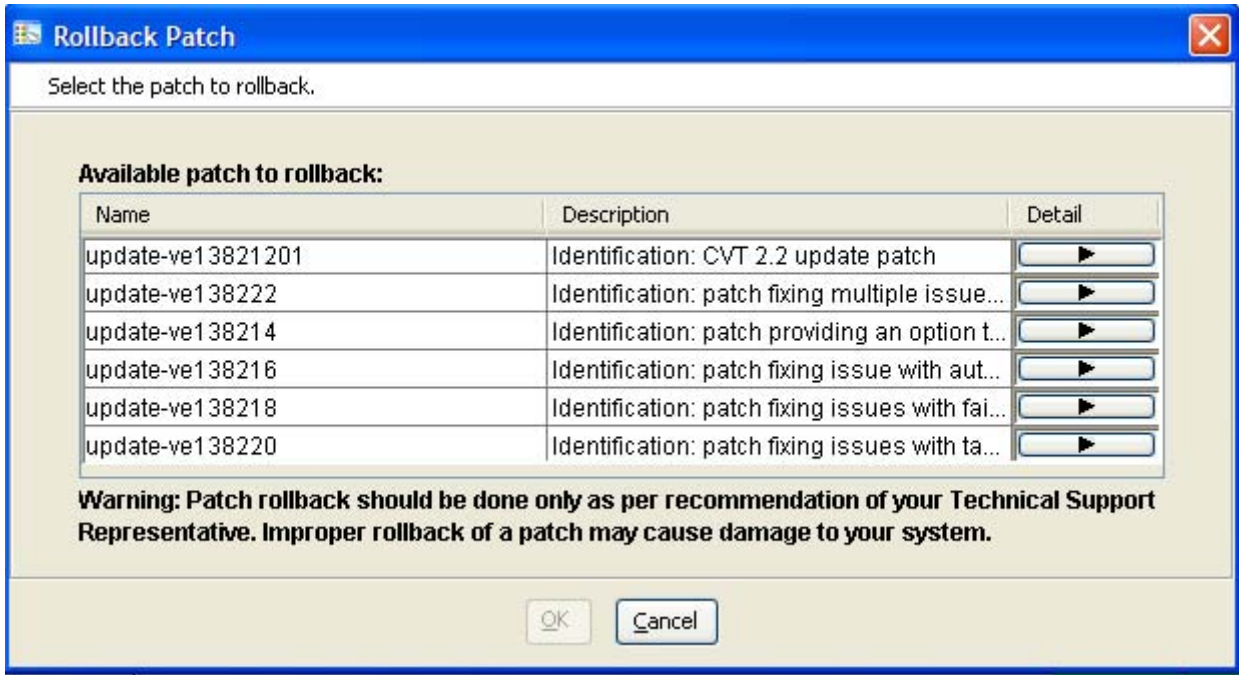 Rollback Patch
Select the patch to rollback.
Available patch to rollback:
Name Description Detail
update-ve13821201 Identification: CVT 2.2 update patch
update-ve138222 Identification: patch fixing multiple issue...
update-ve138214 Identification: patch providing an option t...
update-ve138216 Identification: patch fixing issue with aut...
update-ve138218 Identification: patch fixing issues with fai...
update-ve138220 Identification: patch fixing issues with ta...
Warning: Patch rollback should be done only as per recommendation of your Technical Support
Representative. Improper rollback of a patch may cause damage to your system.
OK Cancel